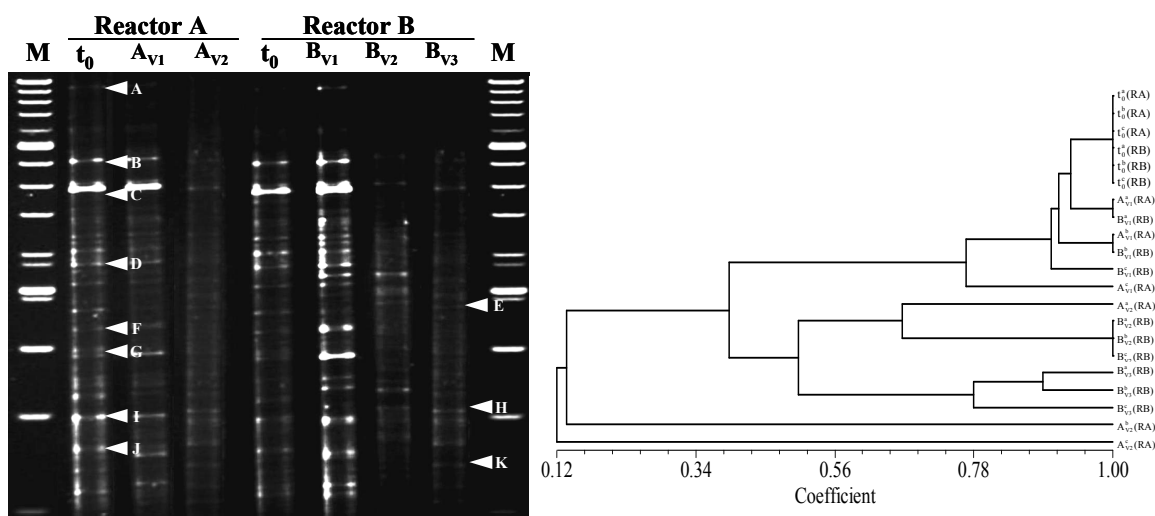 Reactor A Reactor B
M t0 AV1 AV2 t0 BV1 BV2 BV3 M
A
B
C
D
E
F
G
I
H
J
K
t0a(RA)
t0b(RA)
t0c(RA)
t0a(RB)
t0b(RB)
t0c(RB)
AV1a(RA)
BV1a(RB)
AV1b(RA)
BV1b(RB)
BV1c(RB)
AV1c(RA)
AV2a(RA)
BV2a(RB)
BV2b(RB)
(RB)
BV3a(RB)
BV3b(RB)
BV3c(RB)
AV2b(RA)
AV2c(RA)
0.12 0.34 0.56 0.78 1.00
Coefficient